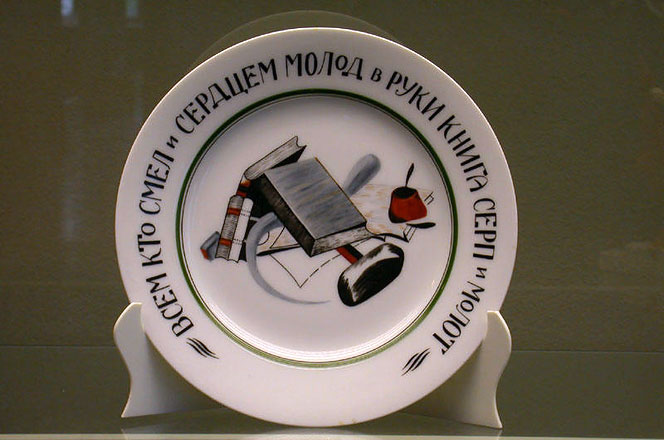 ВСЕМ КТО СМЕЛ И СЕРДЦЕМ МОЛОД В РУКИ КНИГА СЕРП И МОЛОТ